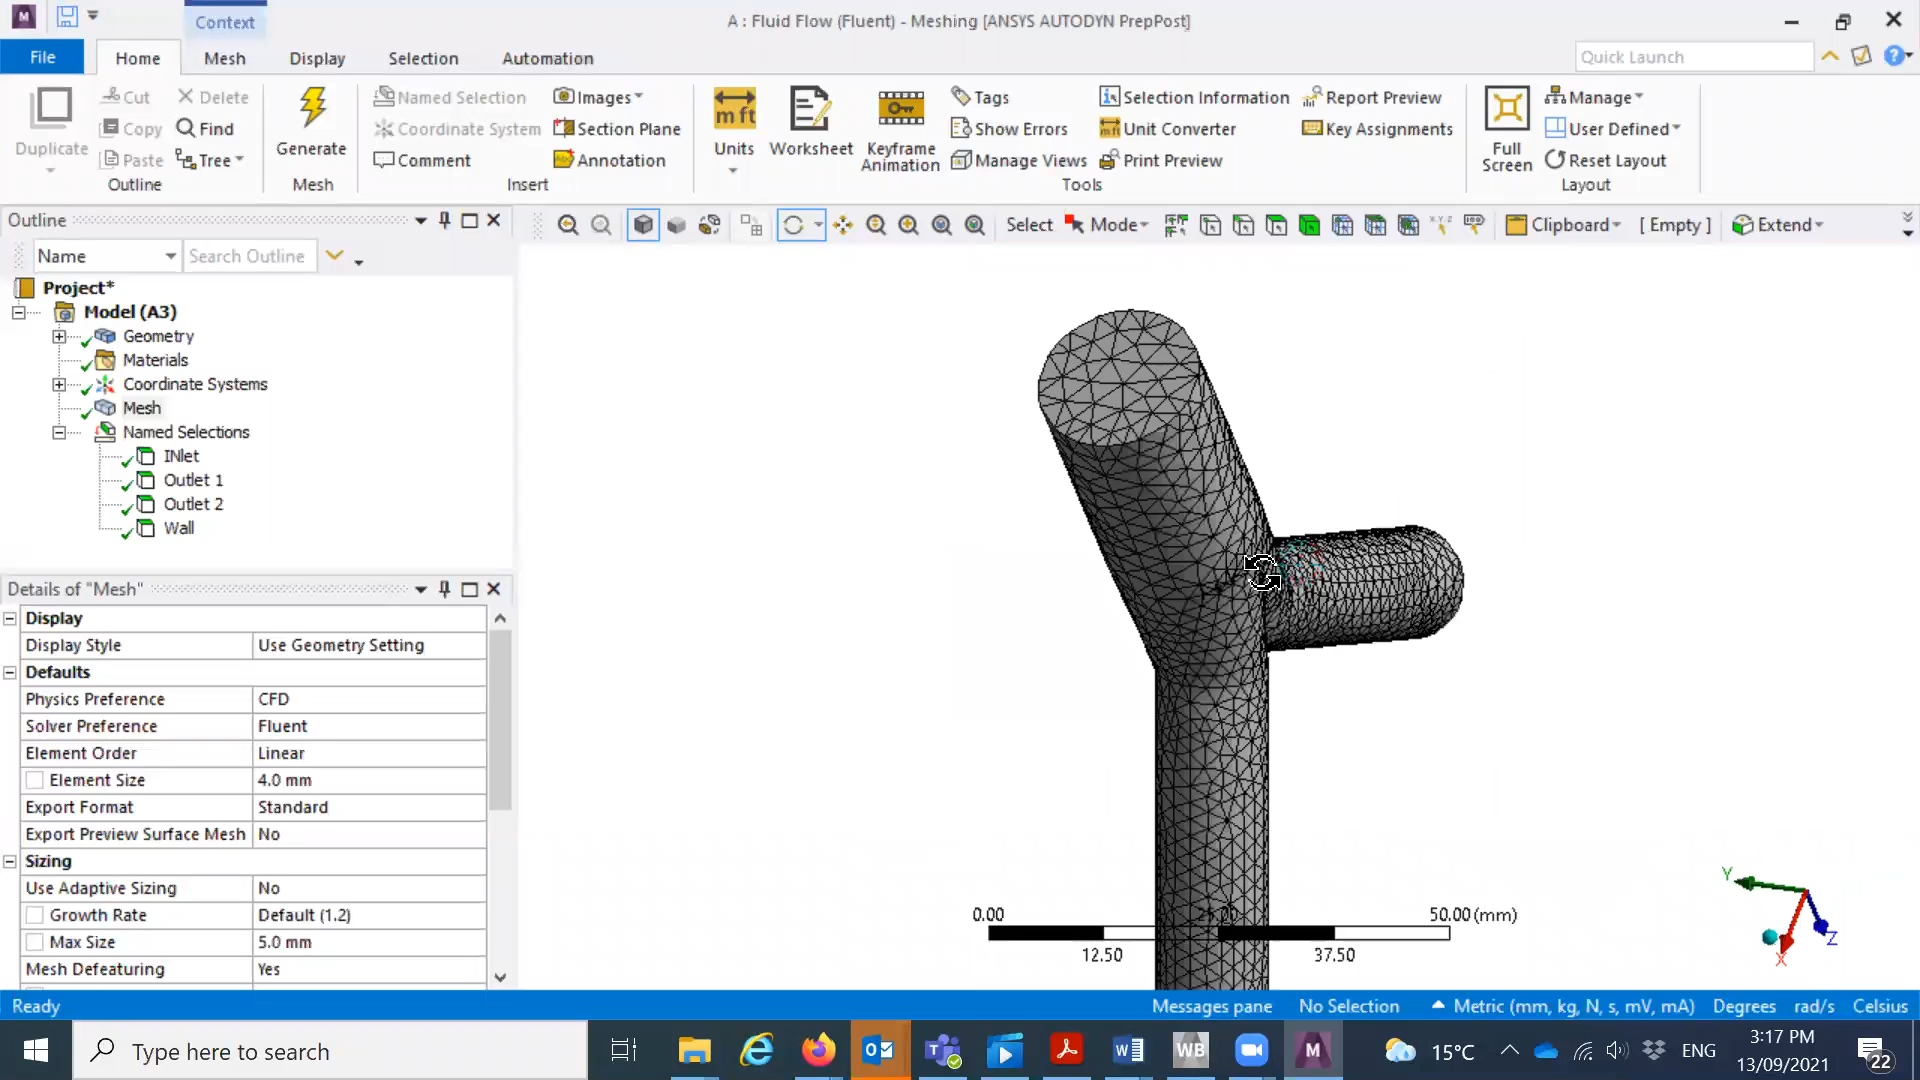 Context
A : Fluid Flow (Fluent) - Meshing [ANSYS AUTODYN PrepPost]
File
Home
Mesh
Display
Selection
Automation
Quick Launch
Duplicate
Cut
Copy
Paste
Delete
Find
Tree
Outline
Generate
Mesh
Named Selection
Coordinate System
Comment
Images
Section Plane
Annotation
Insert
Units
Worksheet
Keyframe
Animation
Tags
Show Errors
Manage Views
Selection Information
Unit Converter
Print Preview
Report Preview
Key Assignments
Tools
Full
Screen
Manage
User Defined
Reset Layout
Layout
Outline
Select
Mode
Clipboard
[ Empty ]
Extend
Name
Search Outline
Project*
Model (A3)
Geometry
Materials
Coordinate Systems
Mesh
Named Selections
INlet
Outlet 1
Outlet 2
Wall
Details of "Mesh"
Display
Display Style Use Geometry Setting
Defaults
Physics Preference CFD
Solver Preference Fluent
Element Order Linear
Element Size 4.0 mm
Export Format Standard
Export Preview Surface Mesh No
Sizing
Use Adaptive Sizing No
Growth Rate Default (1.2)
Max Size 5.0 mm
Mesh Defeaturing Yes
0.00 25.00 50.00 (mm)
12.50 37.50
Y
Z
X
Ready
Messages pane
No Selection
Metric (mm, kg, N, s, mV, mA)
Degrees
rad/s
Celsius
Type here to search
WB
M
15°C
ENG
3:17 PM
13/09/2021
22